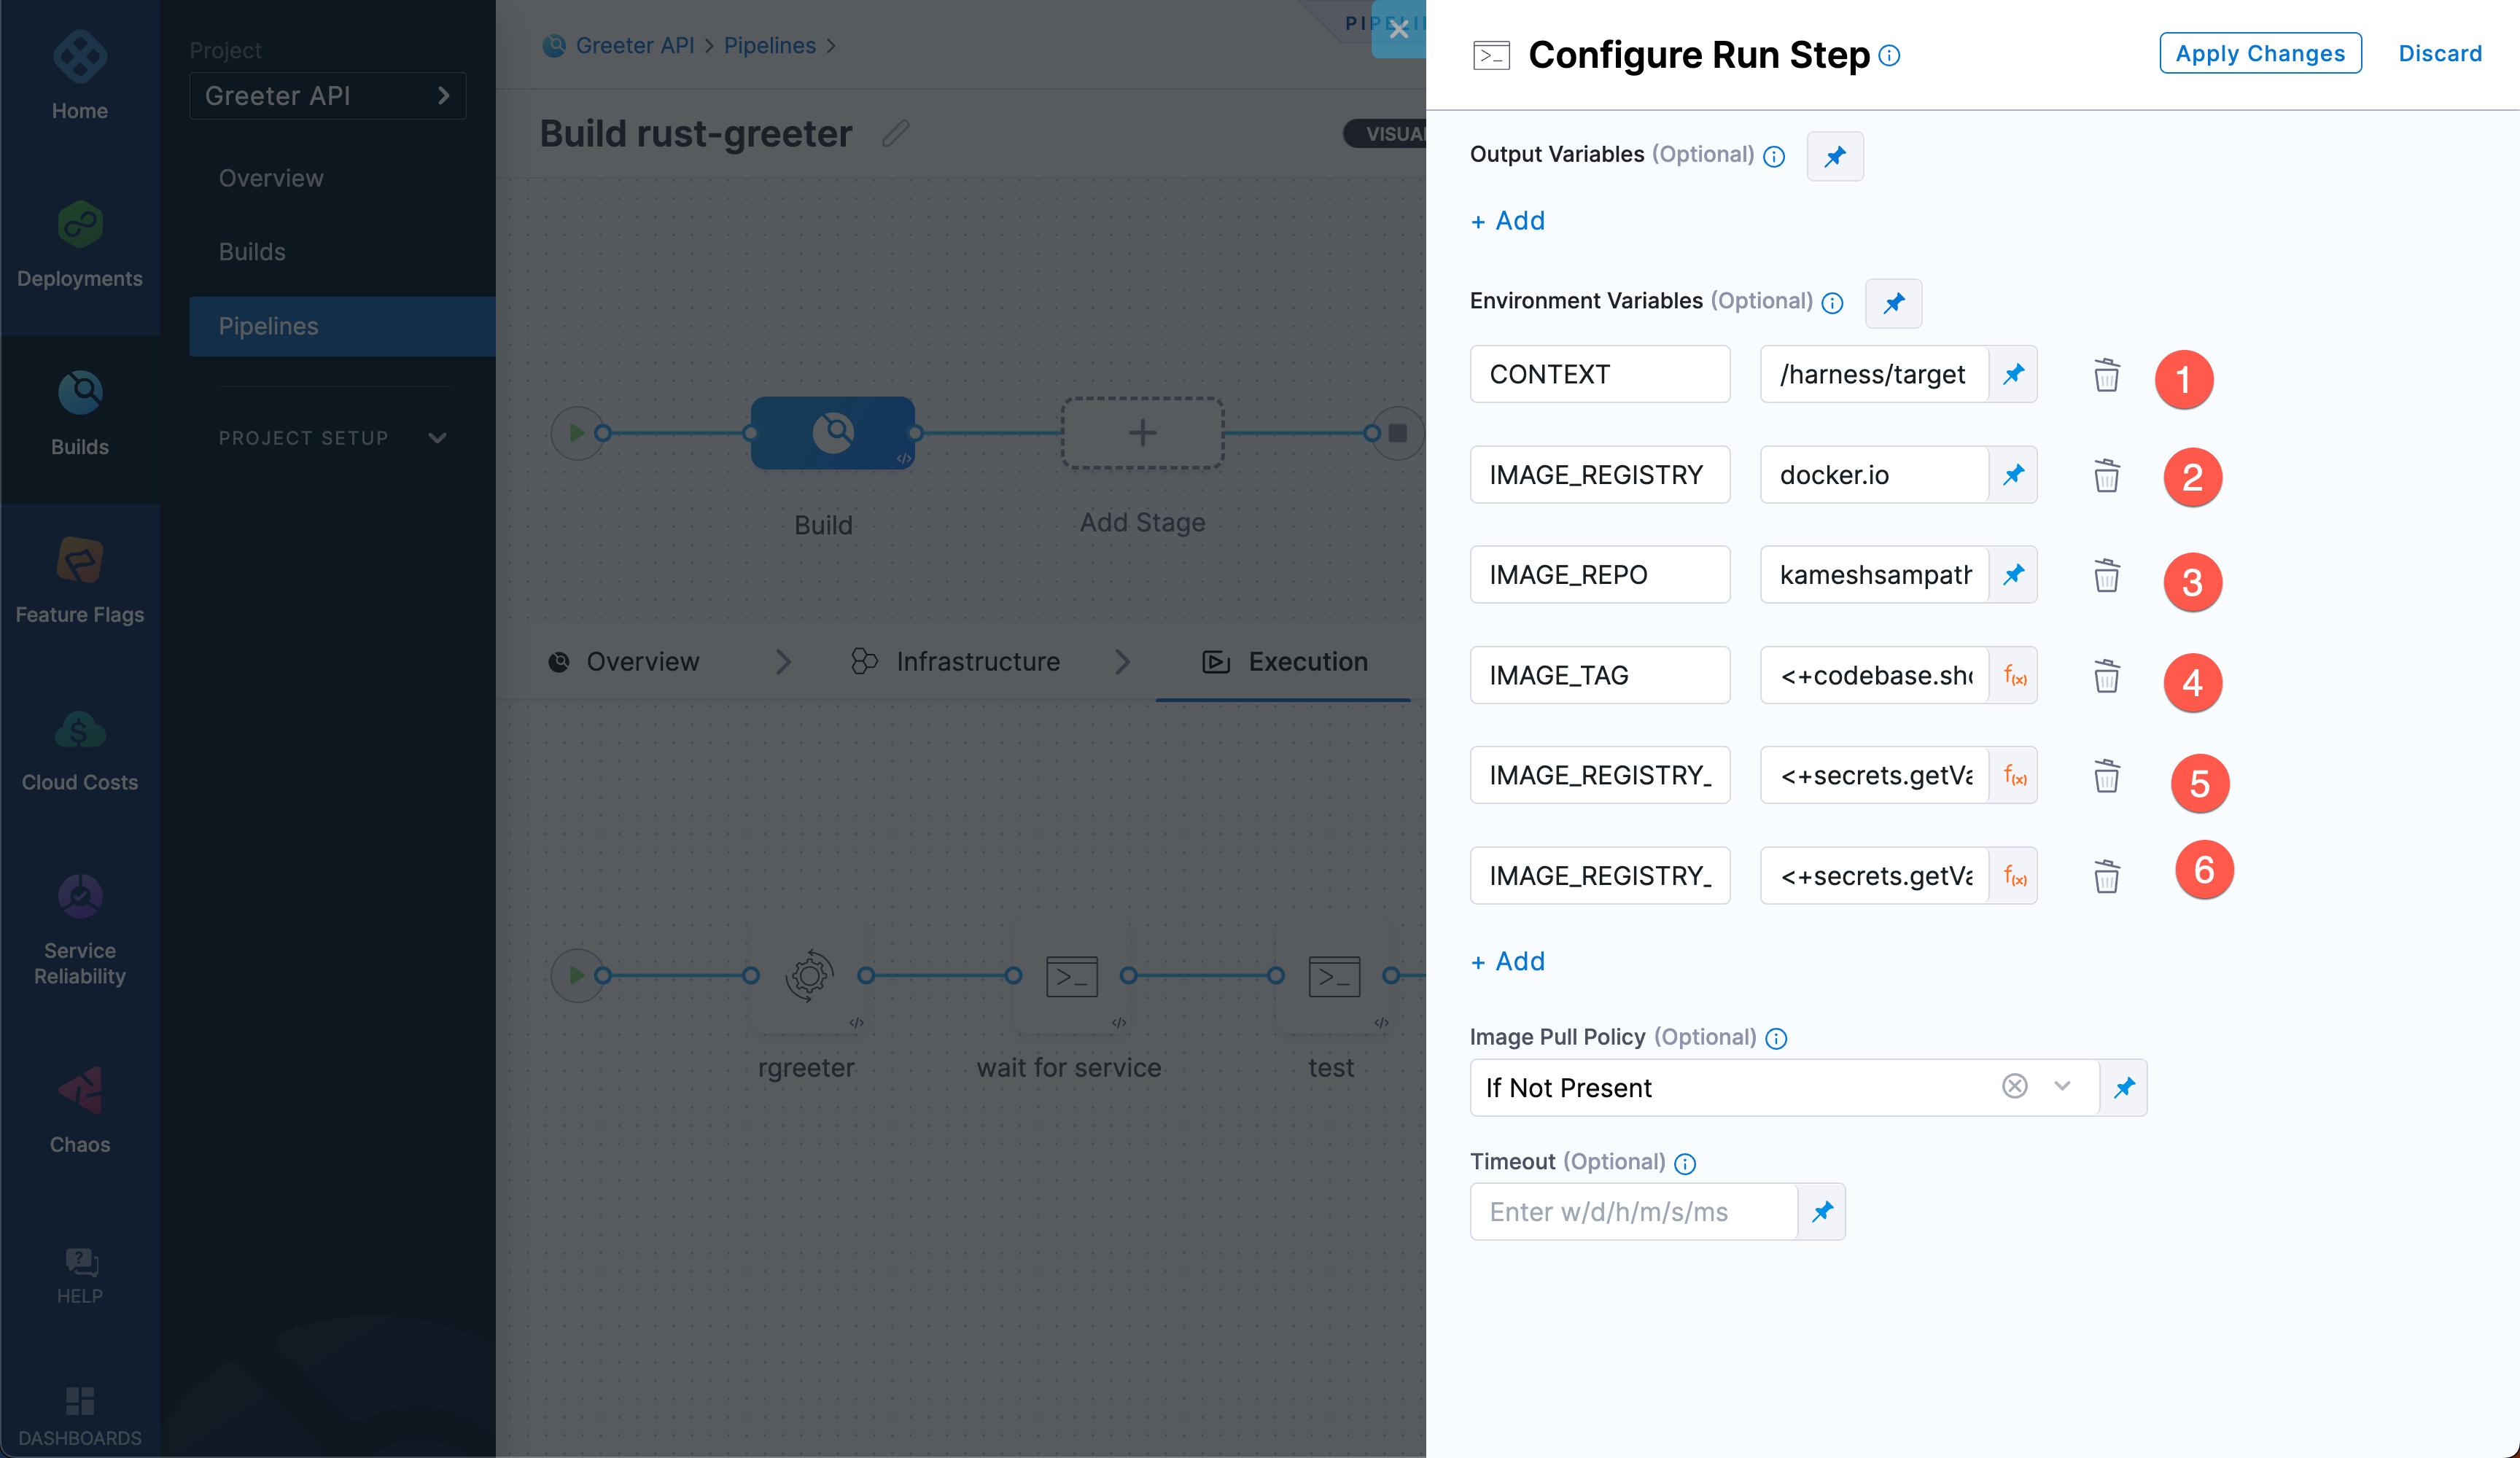 Home
Deployments
Builds
Feature Flags
Cloud Costs
Service
Reliability
Chaos
HELP
DASHBOARDS
Project
Greeter API
Overview
Builds
Pipelines
PROJECT SETUP
Greeter API > Pipelines >
Build rust-greeter
Build
Add Stage
Overview
Infrastructure
Execution
rgreeter
wait for service
test
Configure Run Step
Apply Changes
Discard
Output Variables (Optional)
+ Add
Environment Variables (Optional)
CONTEXT /harness/target 1
IMAGE_REGISTRY docker.io 2
IMAGE_REPO kameshsampath 3
IMAGE_TAG <+codebase.sho f(x) 4
IMAGE_REGISTRY_ <+secrets.getVa f(x) 5
IMAGE_REGISTRY_ <+secrets.getVa f(x) 6
+ Add
Image Pull Policy (Optional)
If Not Present
Timeout (Optional)
Enter w/d/h/m/s/ms